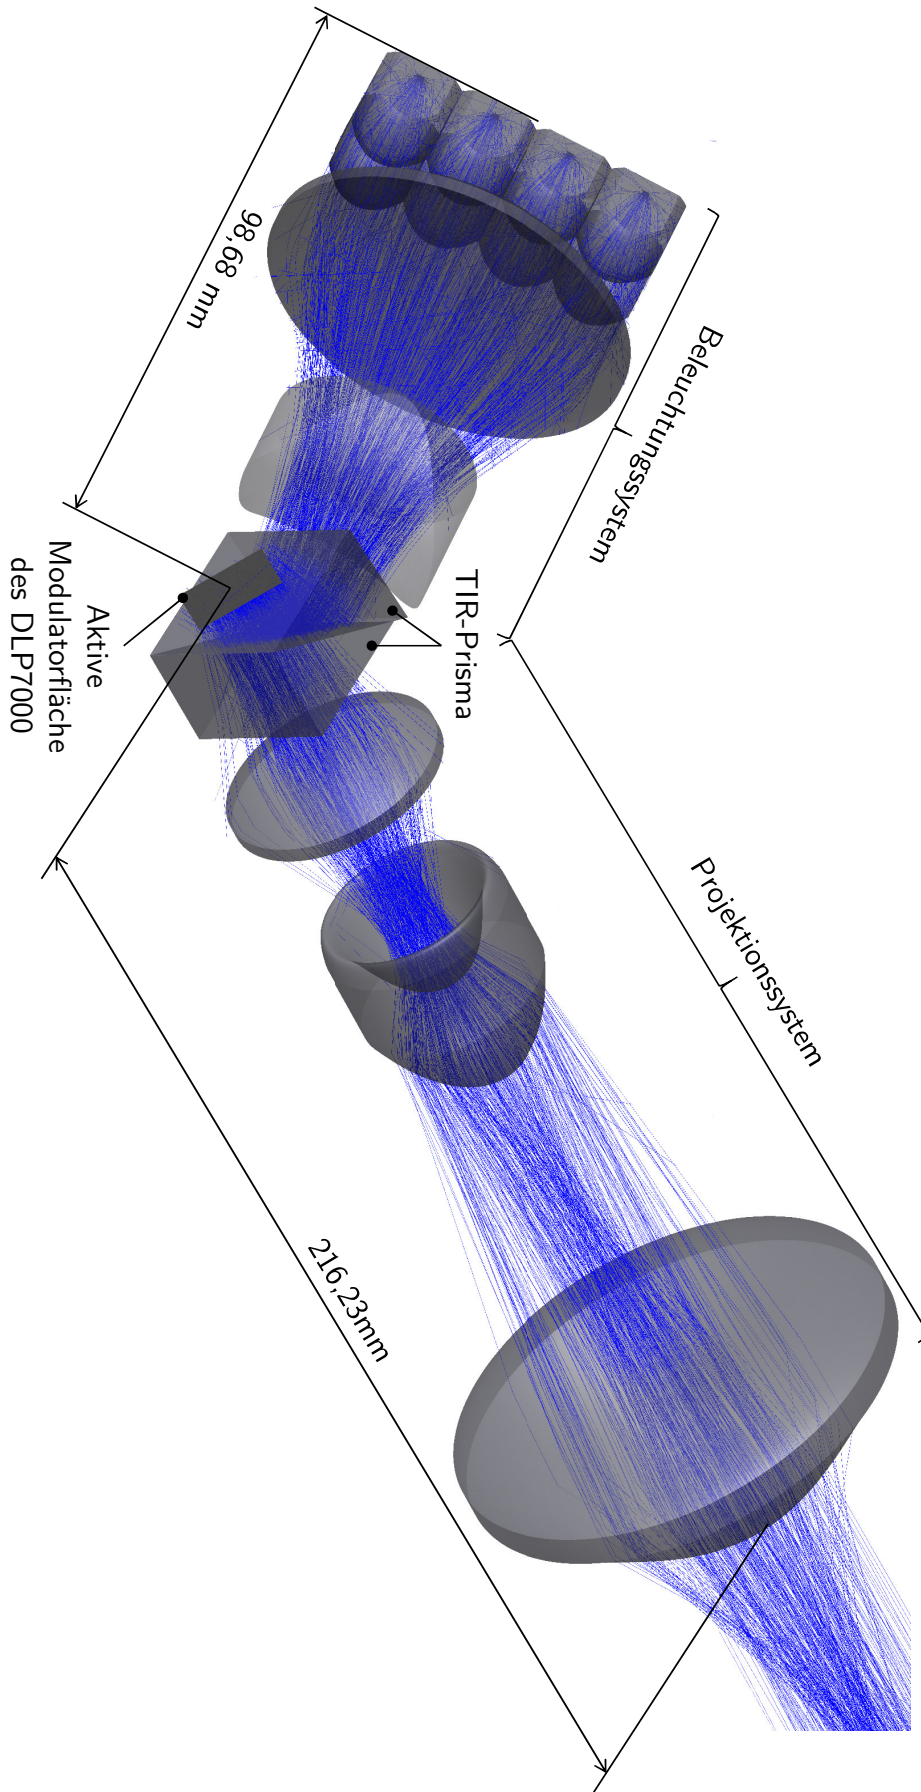 98,68 mm
Beleuchtungssystem
TIR-Prisma
Aktive
Modulatorfläche
des DLP7000
Projektionssystem
216,23mm